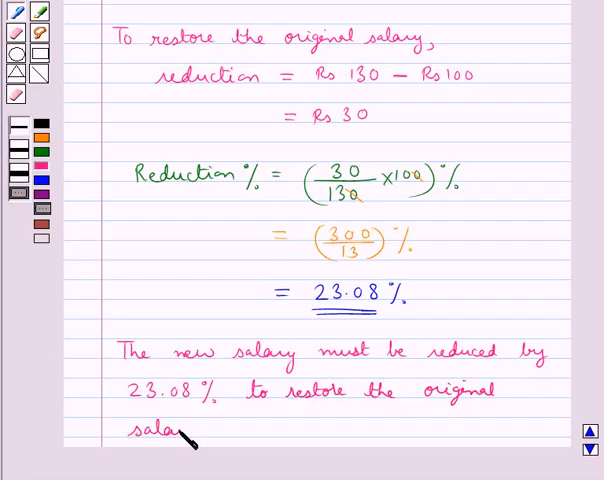 To restore the original salary,
reduction = Rs 130 - Rs 100
= Rs 30
Reduction % = (30/130 × 100) %
= (300/13) %
= 23.08 %
The new salary must be reduced by
23.08 % to restore the original
sala